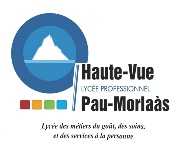 Haute-Vue
LYCÉE PROFESSIONNEL
Pau-Morlaàs
Lycée des métiers du goût, des soins,
et des services à la personne